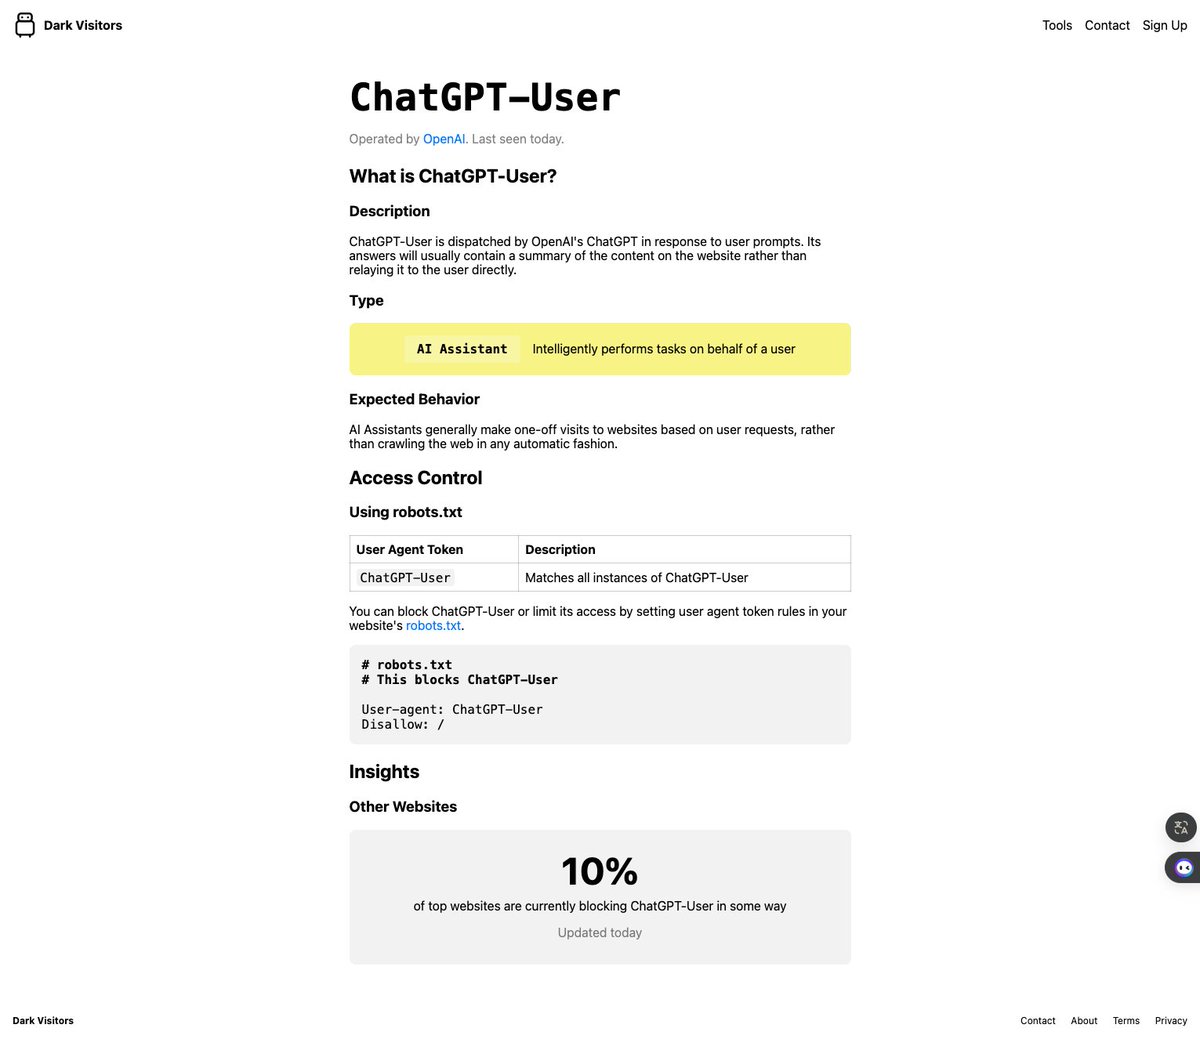 Dark Visitors
Tools Contact Sign Up
ChatGPT-User
Operated by OpenAI. Last seen today.
What is ChatGPT-User?
Description
ChatGPT-User is dispatched by OpenAI's ChatGPT in response to user prompts. Its
answers will usually contain a summary of the content on the website rather than
relaying it to the user directly.
Type
AI Assistant Intelligently performs tasks on behalf of a user
Expected Behavior
AI Assistants generally make one-off visits to websites based on user requests, rather
than crawling the web in any automatic fashion.
Access Control
Using robots.txt
User Agent Token Description
ChatGPT-User Matches all instances of ChatGPT-User
You can block ChatGPT-User or limit its access by setting user agent token rules in your
website's robots.txt.
# robots.txt
# This blocks ChatGPT-User
User-agent: ChatGPT-User
Disallow: /
Insights
Other Websites
10%
of top websites are currently blocking ChatGPT-User in some way
Updated today
Dark Visitors
Contact About Terms Privacy